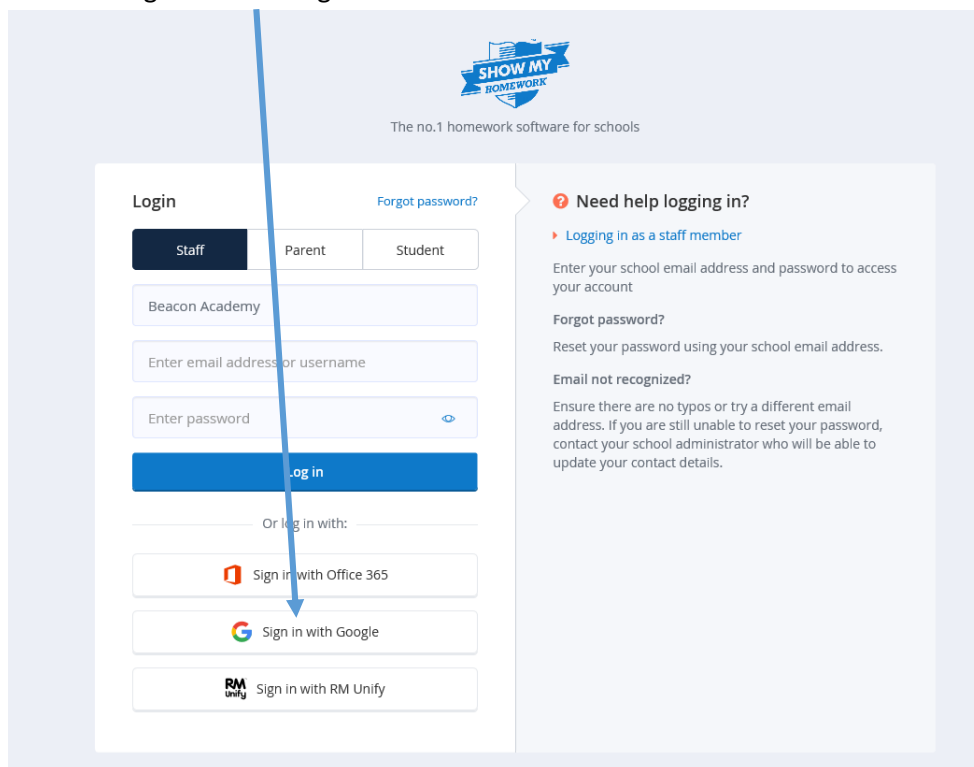 SHOW MY
HOMEWORK
The no.1 homework software for schools
Login
Forgot password?
Staff
Parent
Student
Beacon Academy
Enter email address or username
Enter password
Log in
Or log in with:
Sign in with Office 365
Sign in with Google
RM
Unify
Sign in with RM Unify
Need help logging in?
Logging in as a staff member
Enter your school email address and password to access
your account
Forgot password?
Reset your password using your school email address.
Email not recognized?
Ensure there are no typos or try a different email
address. If you are still unable to reset your password,
contact your school administrator who will be able to
update your contact details.